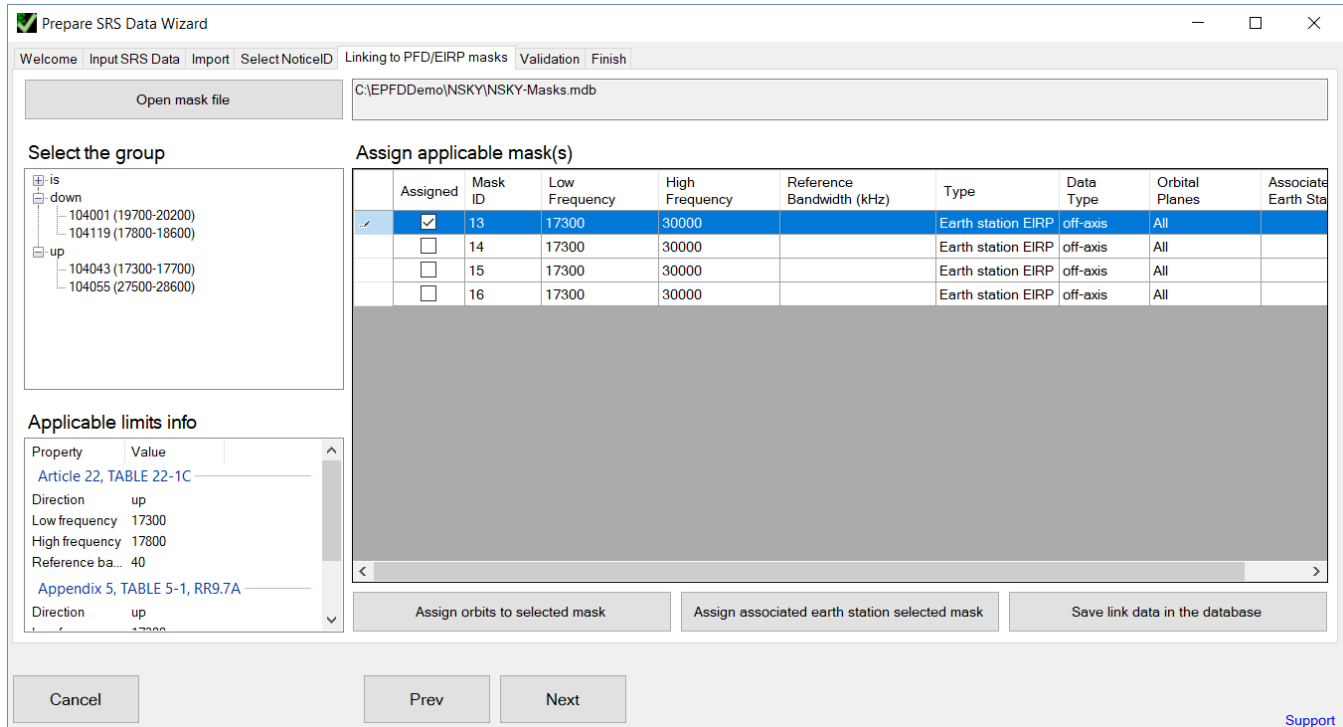 Prepare SRS Data Wizard
Welcome Input SRS Data Import Select NoticeID Linking to PFD/EIRP masks Validation Finish
Open mask file
C:\EPFDDemo\NSKY\NSKY-Masks.mdb
Select the group
is
down
104001 (19700-20200)
104119 (17800-18600)
up
104043 (17300-17700)
104055 (27500-28600)
Assign applicable mask(s)
Assigned Mask ID Low Frequency High Frequency Reference Bandwidth (kHz) Type Data Type Orbital Planes Associate Earth Sta
13 17300 30000 Earth station EIRP off-axis All
14 17300 30000 Earth station EIRP off-axis All
15 17300 30000 Earth station EIRP off-axis All
16 17300 30000 Earth station EIRP off-axis All
Applicable limits info
Property Value
Article 22, TABLE 22-1C
Direction up
Low frequency 17300
High frequency 17800
Reference ba... 40
Appendix 5, TABLE 5-1, RR9.7A
Direction up
Assign orbits to selected mask Assign associated earth station selected mask Save link data in the database
Cancel Prev Next
Support